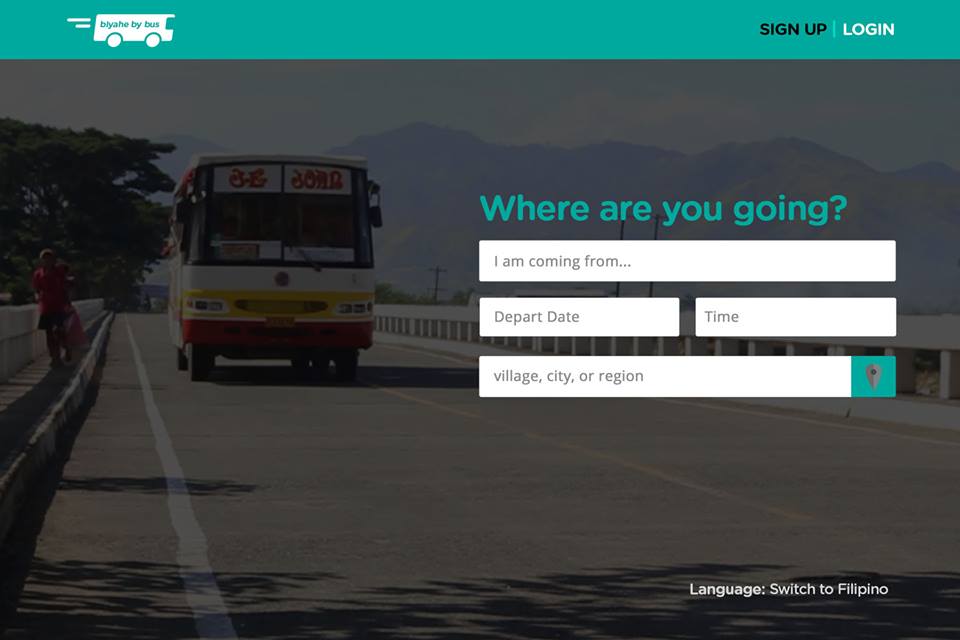 biyahe by bus
SIGN UP | LOGIN
Where are you going?
I am coming from...
Depart Date
Time
village, city, or region
Language: Switch to Filipino